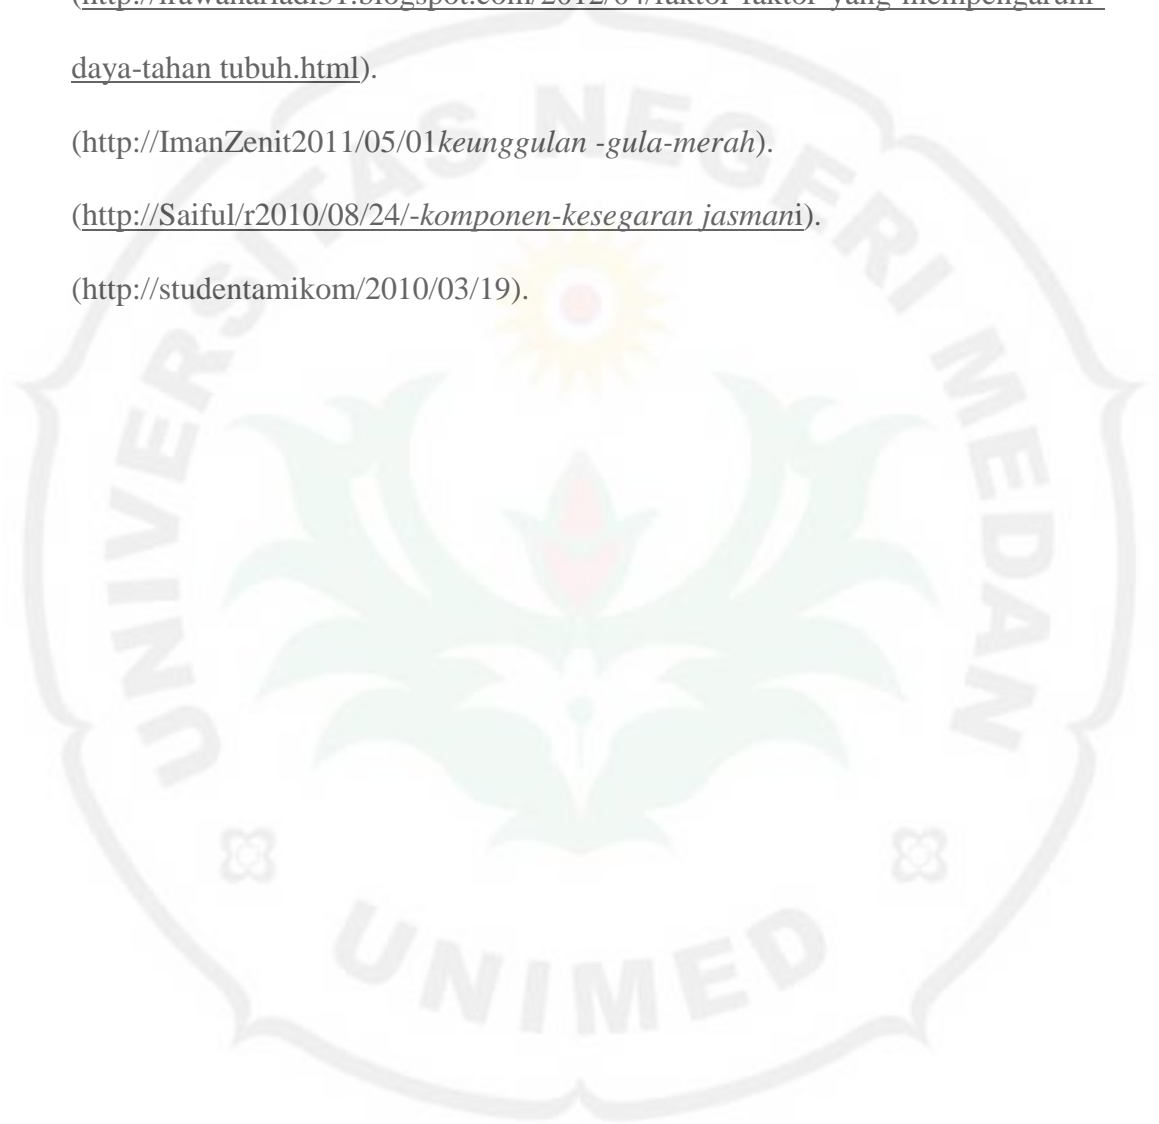 daya-tahan tubuh.html).
(http://ImanZenit2011/05/01keunggulan -gula-merah).
(http://Saiful/r2010/08/24/-komponen-kesegaran jasmani).
(http://studentamikom/2010/03/19).
UNIVERSITAS NEGERI MEDAN
UNIMED